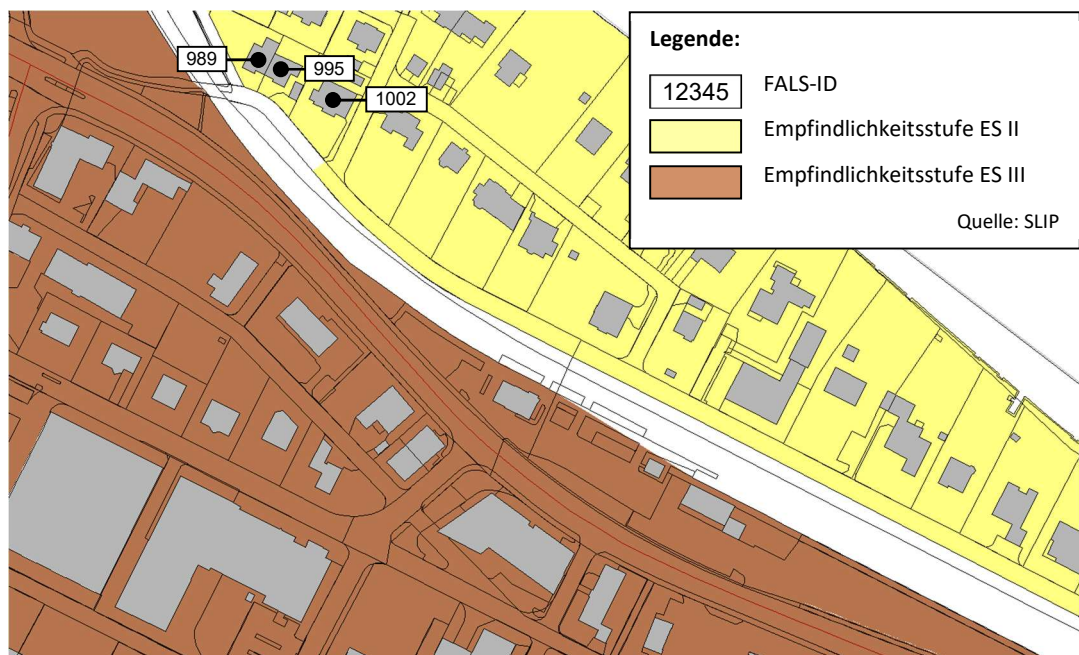 989
995
1002
Legende:
12345 FALS-ID
Empfindlichkeitsstufe ES II
Empfindlichkeitsstufe ES III
Quelle: SLIP